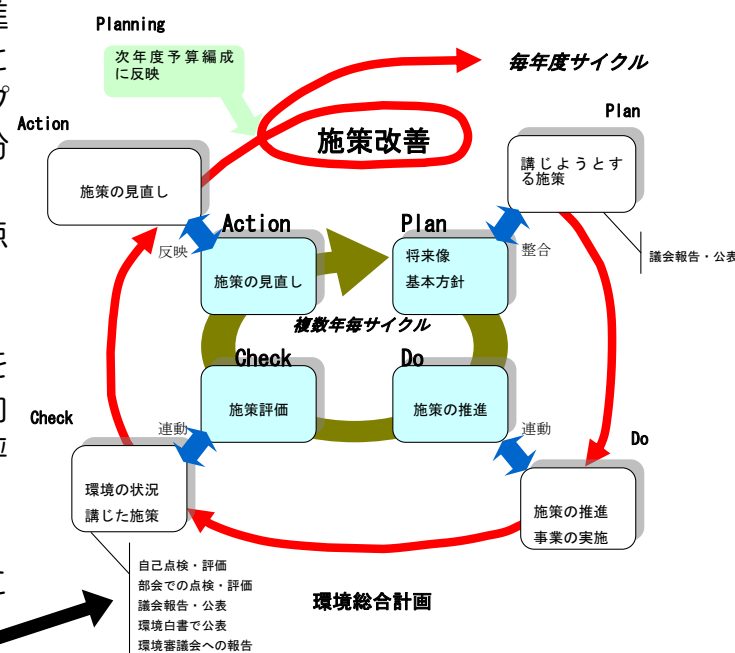 Planning
次年度予算編成
に反映
毎年度サイクル
施策改善
Action
施策の見直し
Plan
講じようとす
る施策
議会報告・公表
反映
整合
Action
施策の見直し
Plan
将来像
基本方針
複数年毎サイクル
Check
施策評価
Do
施策の推進
連動
連動
Check
環境の状況
講じた施策
Do
施策の推進
事業の実施
自己点検・評価
部会での点検・評価
議会報告・公表
環境白書で公表
環境審議会への報告
環境総合計画